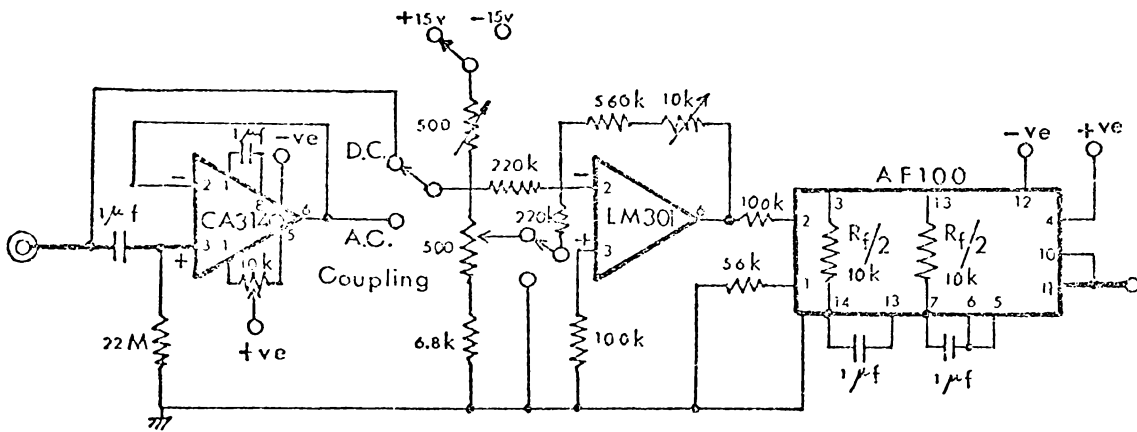 +15v
-15v
500
560k
10k
1μf
-ve
D.C.
220k
-ve
+ve
AF100
-
2
1
8
6
CA3140
1μf
3
+
1
5
10k
A.C.
Coupling
+ve
22M
500
6.8k
220k
-
2
LM301
6
+
3
100k
100k
56k
3
13
12
2
4
Rf/2
10k
Rf/2
10k
10
1
11
14
13
7
6
5
1μf
1μf